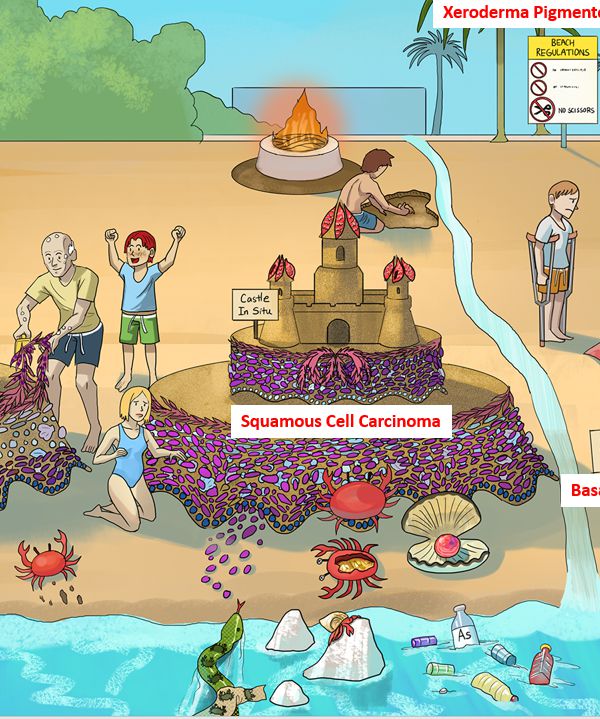 Xeroderma Pigmento
BEACH
REGULATIONS
NO SCISSORS
Castle
In Situ
Squamous Cell Carcinoma
Basa
As